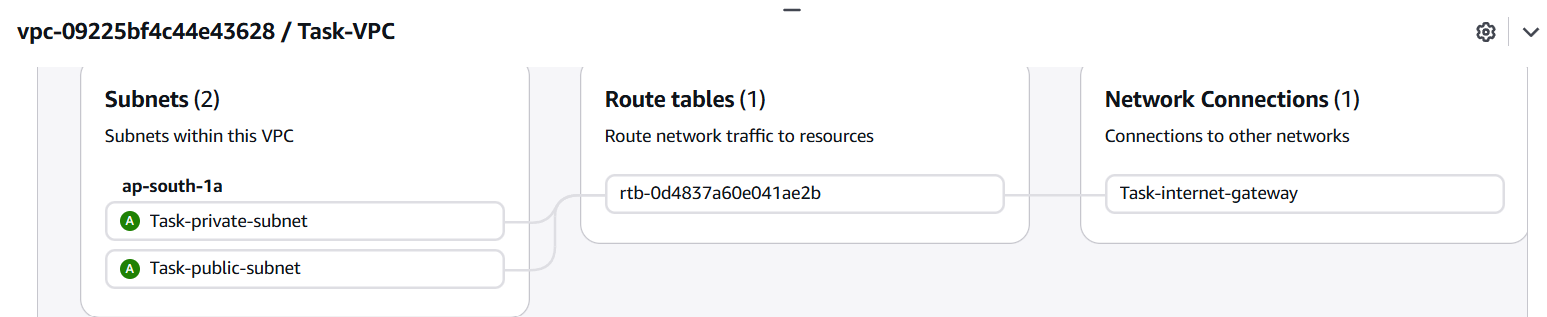 vpc-09225bf4c44e43628 / Task-VPC
Subnets (2)
Subnets within this VPC
ap-south-1a
A Task-private-subnet
A Task-public-subnet
Route tables (1)
Route network traffic to resources
rtb-0d4837a60e041ae2b
Network Connections (1)
Connections to other networks
Task-internet-gateway